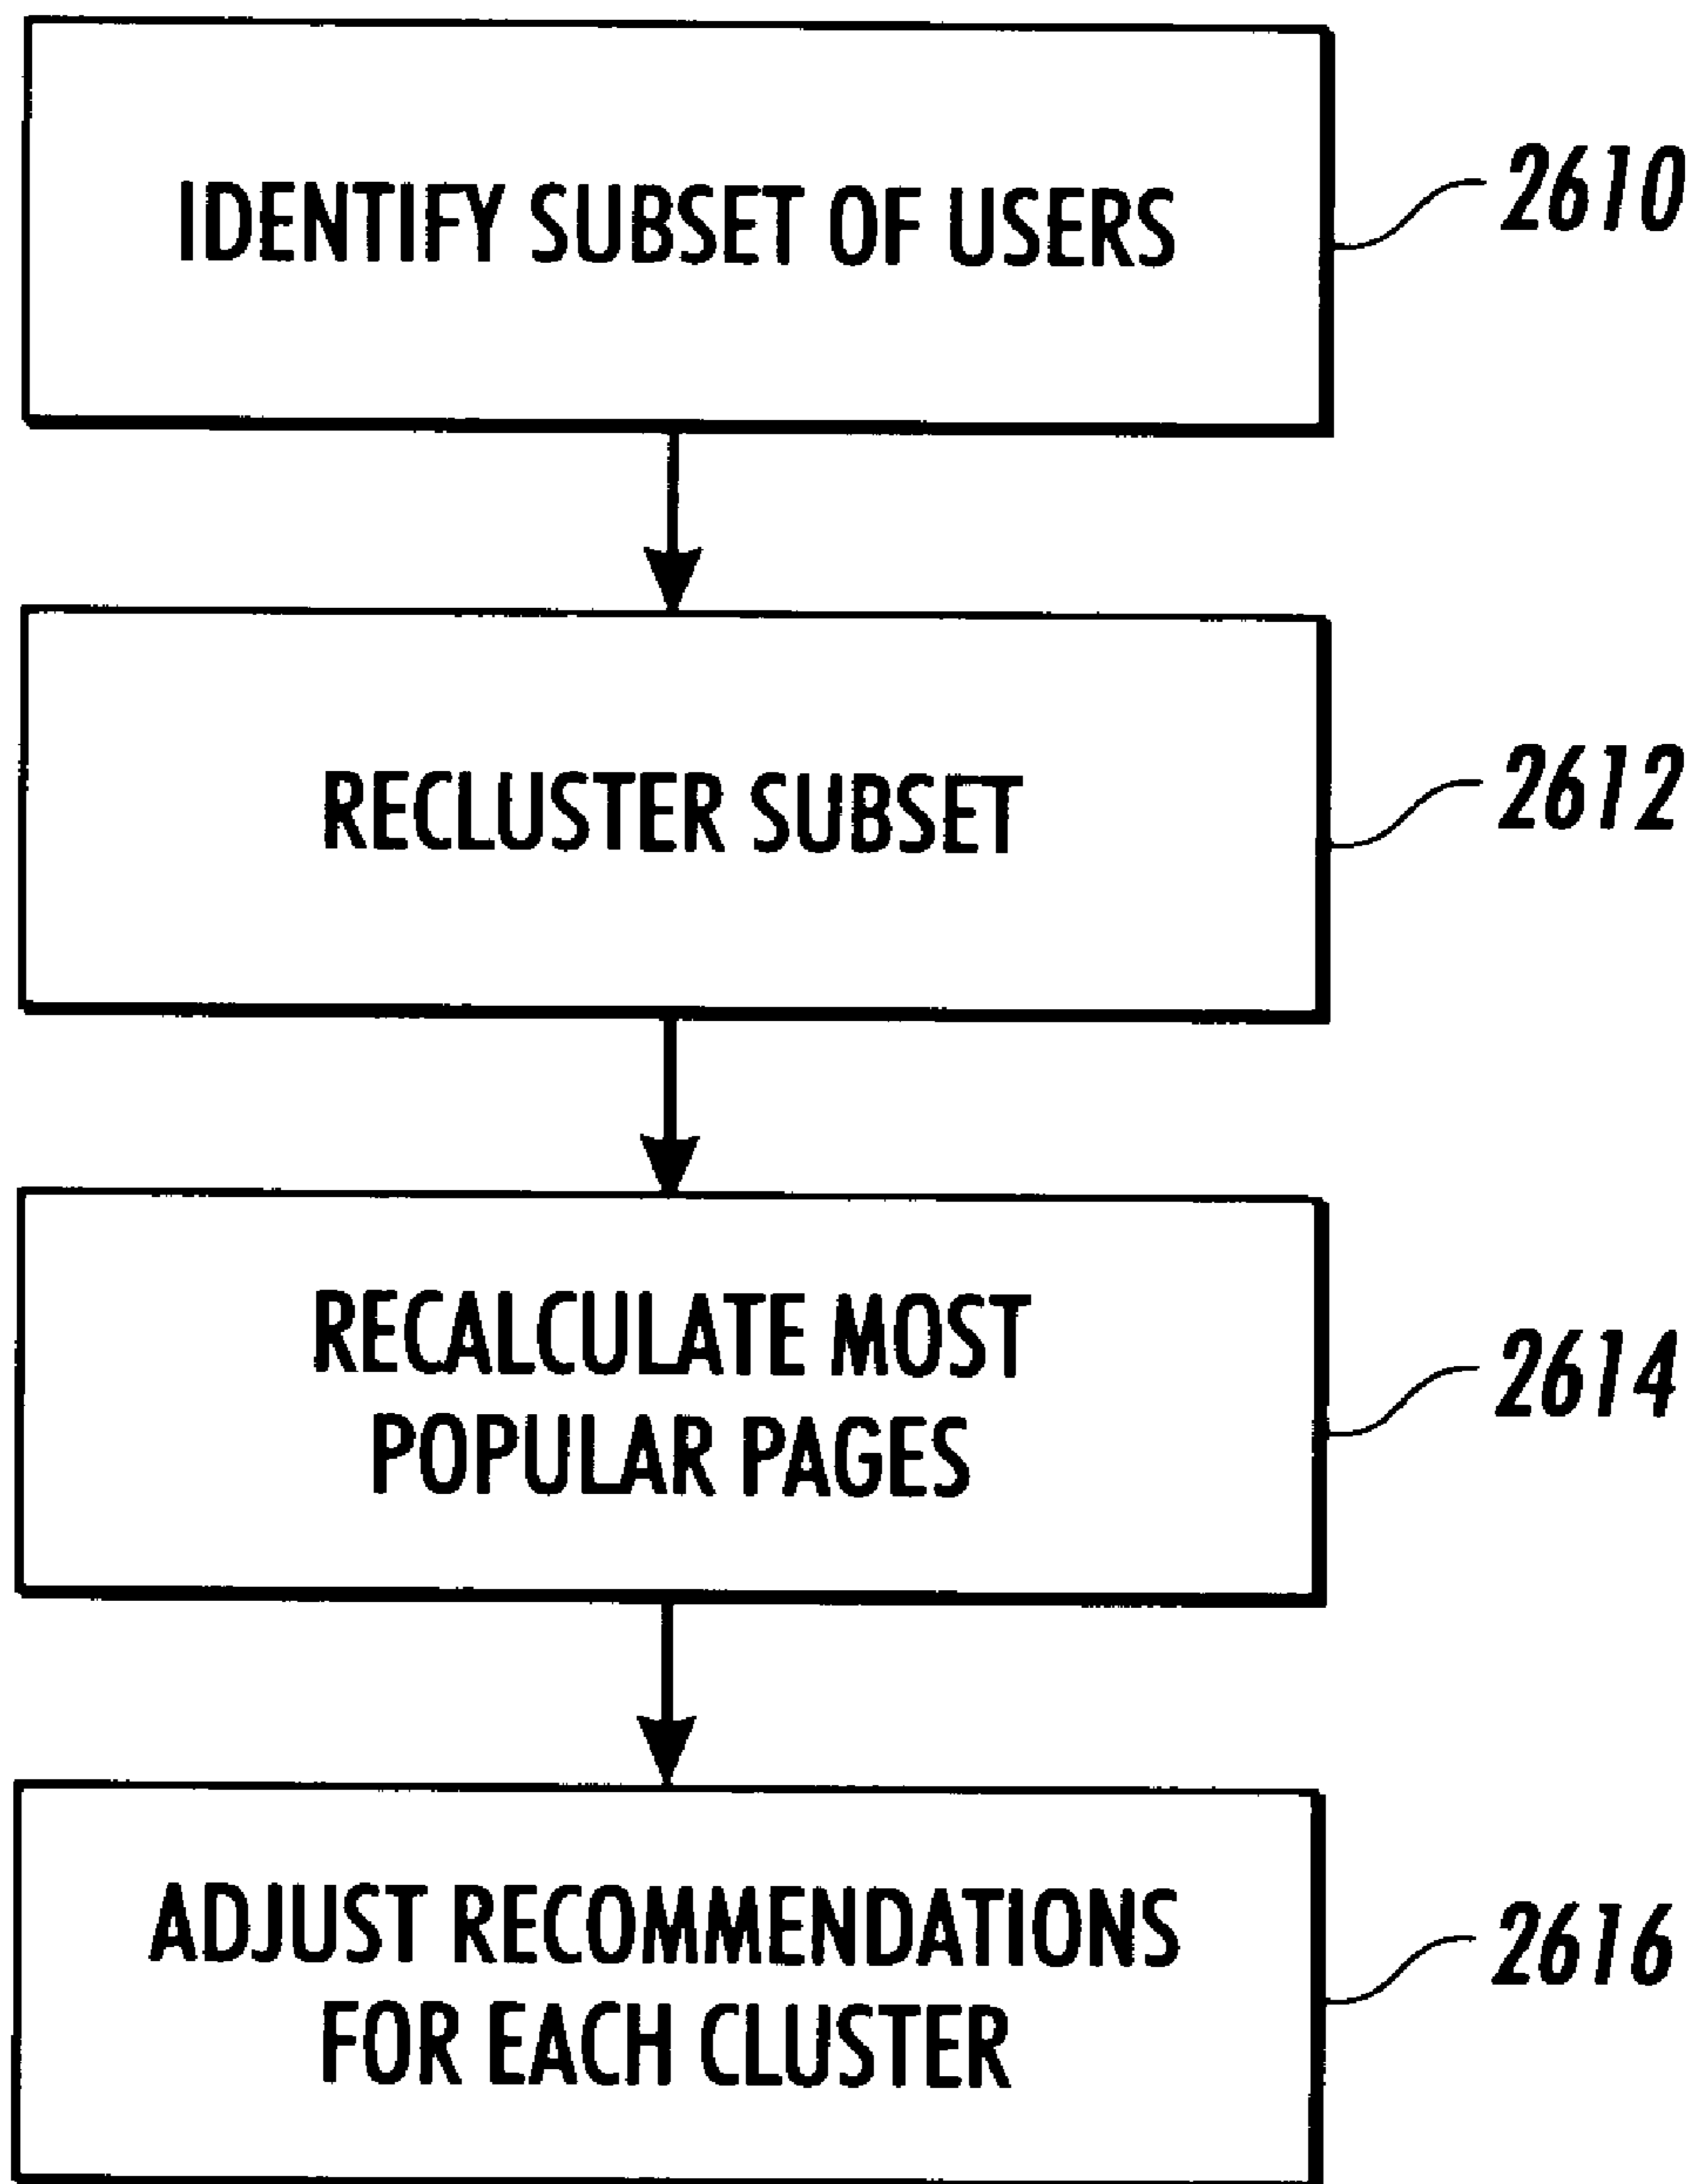 IDENTIFY SUBSET OF USERS
2610
RECLUSTER SUBSET
2612
RECALCULATE MOST
POPULAR PAGES
2614
ADJUST RECOMMENDATIONS
FOR EACH CLUSTER
2616